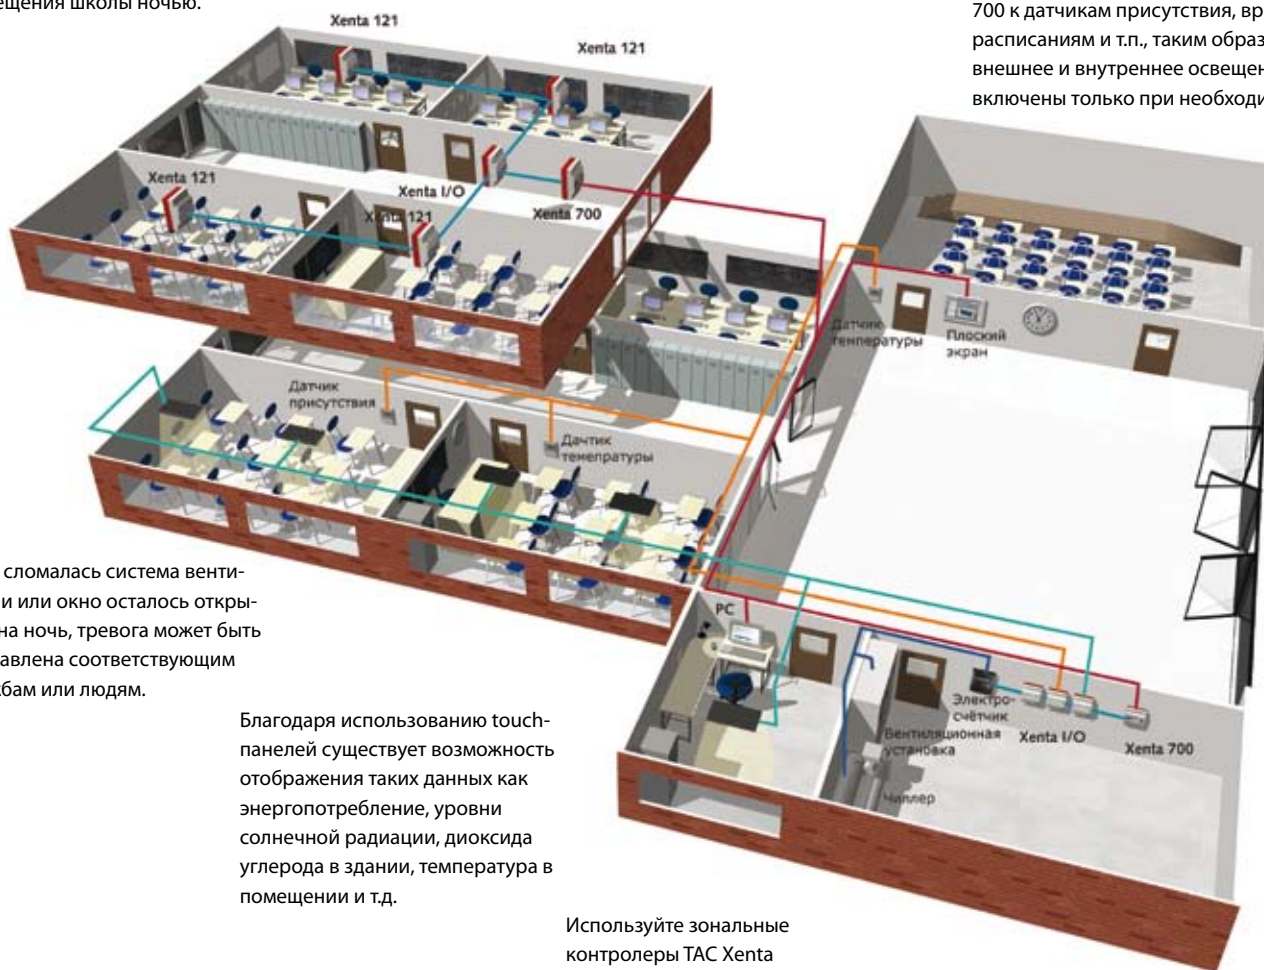 ещения школы ночью.
700 к датчикам присутствия, вр
расписаниям и т.п., таким образ
внешнее и внутреннее освещен
включены только при необходи
Xenta 121
Xenta 121
Xenta 121
Xenta I/O
Xenta 121
Xenta 700
Датчик
температуры
Плоский
экран
Датчик
присутствия
Дачтик
темепратуры
сломалась система венти-
и или окно осталось откры-
на ночь, тревога может быть
авлена соответствующим
бам или людям.
PC
Электро-
счётчик
Вентиляционная
установка
Xenta I/O
Xenta 700
Чиллер
Благодаря использованию touch-
панелей существует возможность
отображения таких данных как
энергопотребление, уровни
солнечной радиации, диоксида
углерода в здании, температура в
помещении и т.д.
Используйте зональные
контролеры TAC Xenta